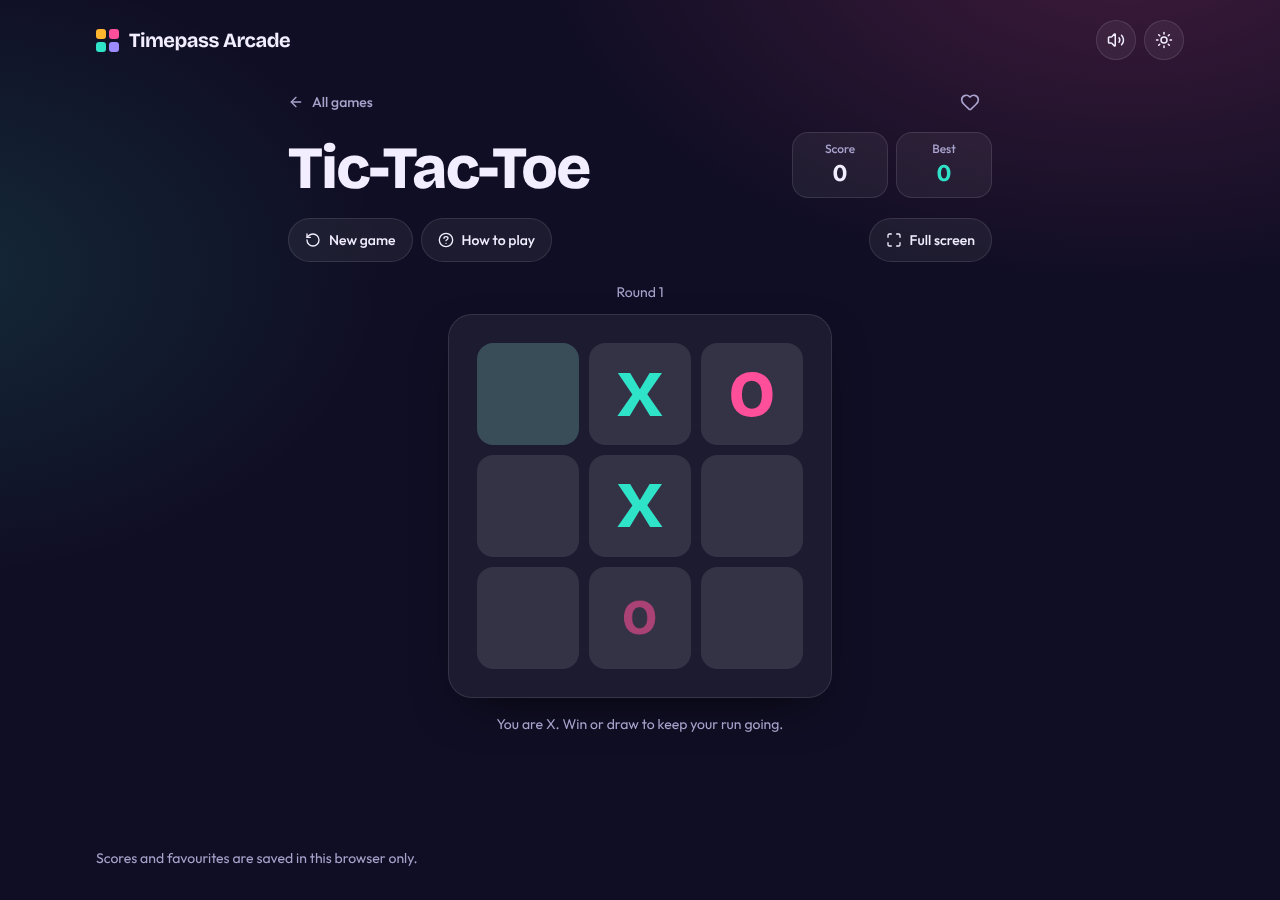 Timepass Arcade
All games
Tic-Tac-Toe
Score
0
Best
0
New game
How to play
Full screen
Round 1
X O
X
O
You are X. Win or draw to keep your run going.
Scores and favourites are saved in this browser only.